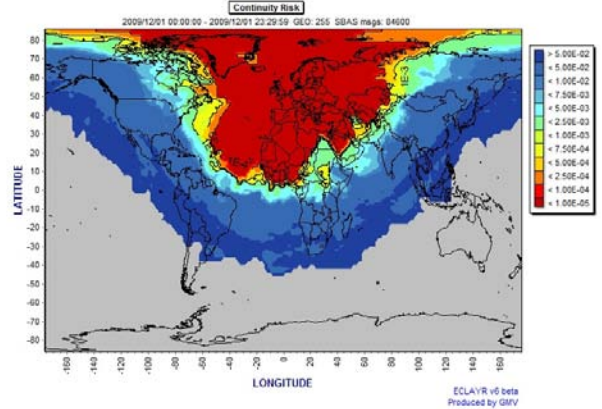 Continuity Risk
2009/12/01 00:00:00 - 2009/12/01 23:29:59 GEO: 255 SBAS msgs: 84600
80
70
60
50
40
30
20
10
0
-10
-20
-30
-40
-50
-60
-70
-80
LATITUDE
-160
-140
-120
-100
-80
-60
-40
-20
0
20
40
60
80
100
120
140
160
LONGITUDE
> 5.00E-02
< 5.00E-02
< 1.00E-02
< 7.50E-03
< 5.00E-03
< 2.50E-03
< 1.00E-03
< 7.50E-04
< 5.00E-04
< 2.50E-04
< 1.00E-04
< 1.00E-05
ECLAYR v6 beta
Produced by GMV